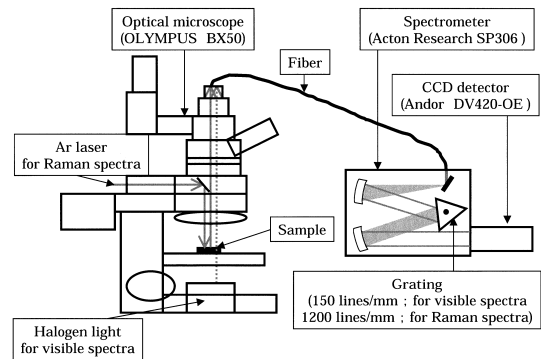 Optical microscope
(OLYMPUS BX50)
Spectrometer
(Acton Research SP306)
Fiber
CCD detector
(Andor DV420-OE)
Ar laser
for Raman spectra
Sample
Grating
(150 lines/mm ; for visible spectra
1200 lines/mm ; for Raman spectra)
Halogen light
for visible spectra